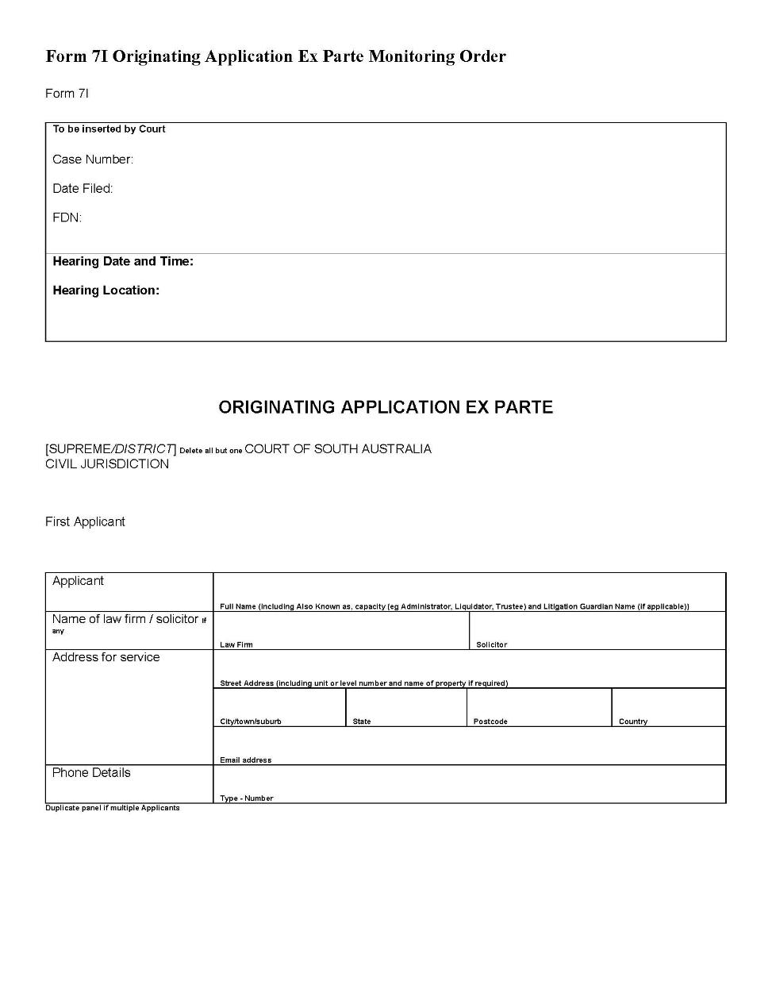 Form 7I Originating Application Ex Parte Monitoring Order
Form 7I
To be inserted by Court
Case Number:
Date Filed:
FDN:
Hearing Date and Time:
Hearing Location:
ORIGINATING APPLICATION EX PARTE
[SUPREME/DISTRICT] Delete all but one COURT OF SOUTH AUSTRALIA
CIVIL JURISDICTION
First Applicant
Applicant
Full Name (including Also Known as, capacity (eg Administrator, Liquidator, Trustee) and Litigation Guardian Name (if applicable))
Name of law firm / solicitor If
any
Law Firm
Solicitor
Address for service
Street Address (including unit or level number and name of property if required)
City/town/suburb
State
Postcode
Country
Email address
Phone Details
Type - Number
Duplicate panel if multiple Applicants